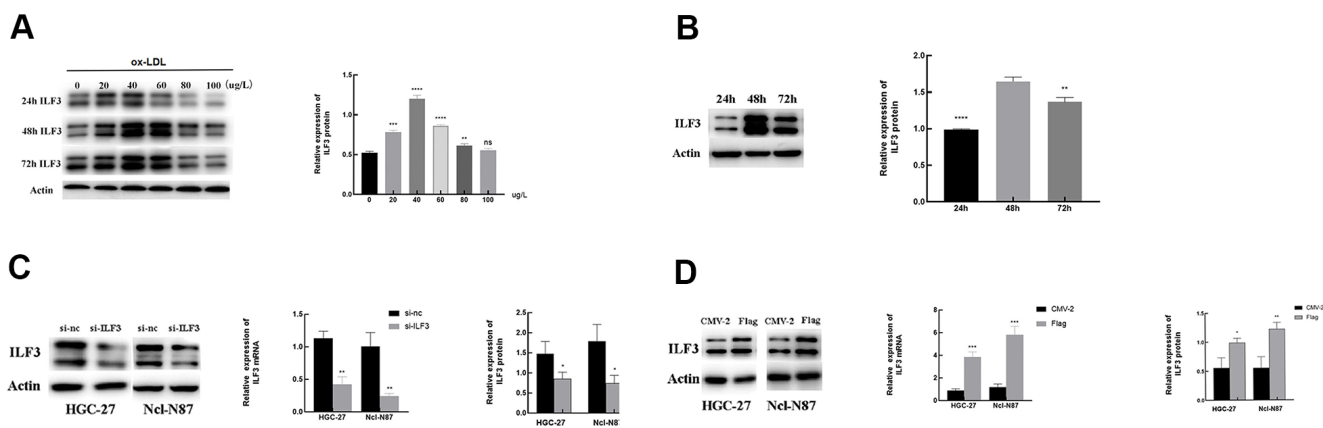 A
ox-LDL
0 20 40 60 80 100 (ug/L)
24h ILF3
48h ILF3
72h ILF3
Actin
Relative expression of
ILF3 protein
1.5
1.0
0.5
0.0
***
****
****
**
ns
0 20 40 60 80 100 ug/L
B
24h 48h 72h
ILF3
Actin
Relative expression of
ILF3 protein
2.0
1.5
1.0
0.5
0.0
****
**
24h 48h 72h
C
si-nc si-ILF3 si-nc si-ILF3
ILF3
Actin
HGC-27 Ncl-N87
Relative expression of
ILF3 mRNA
1.5
1.0
0.5
0.0
**
**
HGC-27 Ncl-N87
si-nc
si-ILF3
Relative expression of
ILF3 protein
2.5
2.0
1.5
1.0
0.5
0.0
*
*
HGC-27 Ncl-N8
D
CMV-2 Flag CMV-2 Flag
ILF3
Actin
HGC-27 Ncl-N87
Relative expression of
ILF3 mRNA
8
6
4
2
0
***
***
HGC-27 Ncl-N87
CMV-2
Flag
Relative expression of
ILF3 protein
1.5
1.0
0.5
0.0
*
**
HGC-27 Ncl-N87
CMV-2
Flag